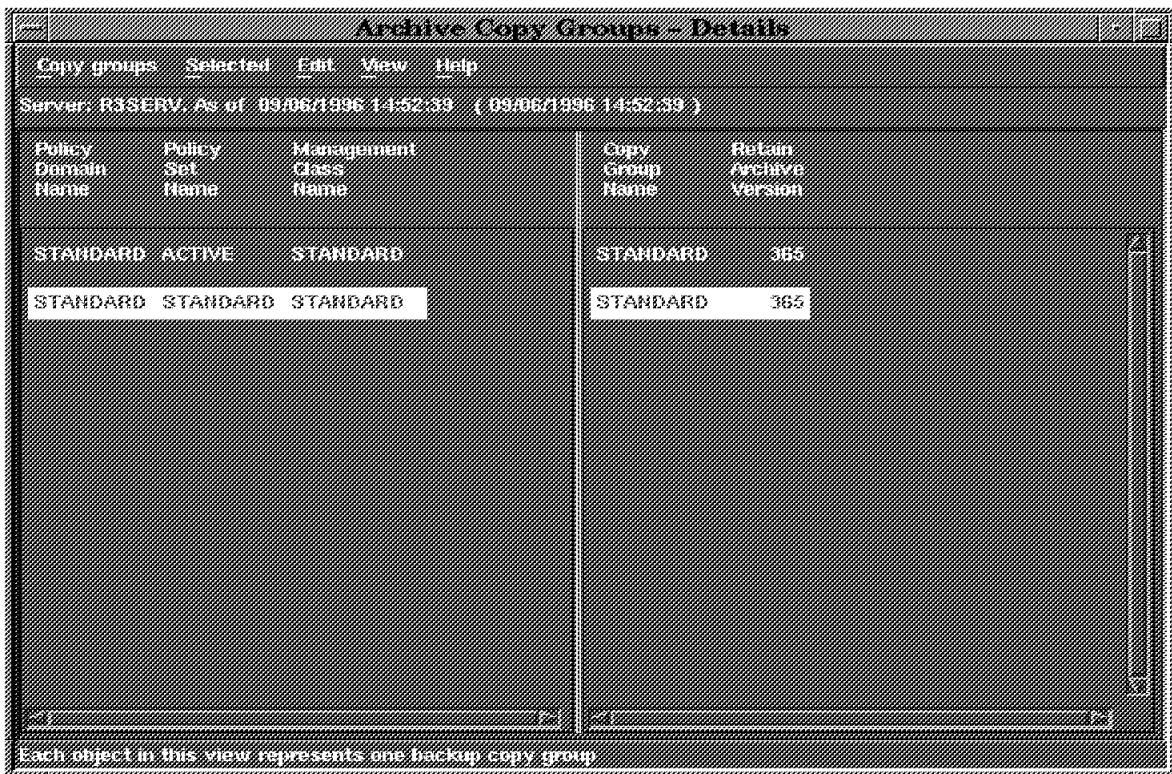 Archive Copy Groups - Details
Copy groups Selected Edit View Help
Server: R3SERV, As of 09/06/1996 14:52:39 ( 09/06/1996 14:52:39 )
Policy Policy Management Copy Retain
Domain Set Class Group Archive
Name Name Name Name Version
STANDARD ACTIVE STANDARD STANDARD 365
STANDARD STANDARD STANDARD STANDARD 365
Each object in this view represents one backup copy group